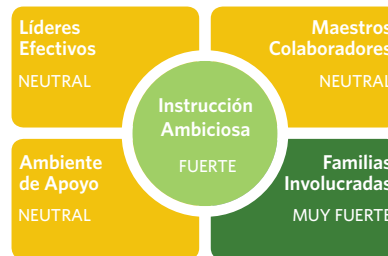 Líderes
Efectivos
NEUTRAL
Maestros
Colaboradores
NEUTRAL
Instrucción
Ambiciosa
FUERTE
Ambiente
de Apoyo
NEUTRAL
Familias
Involucradas
MUY FUERTE